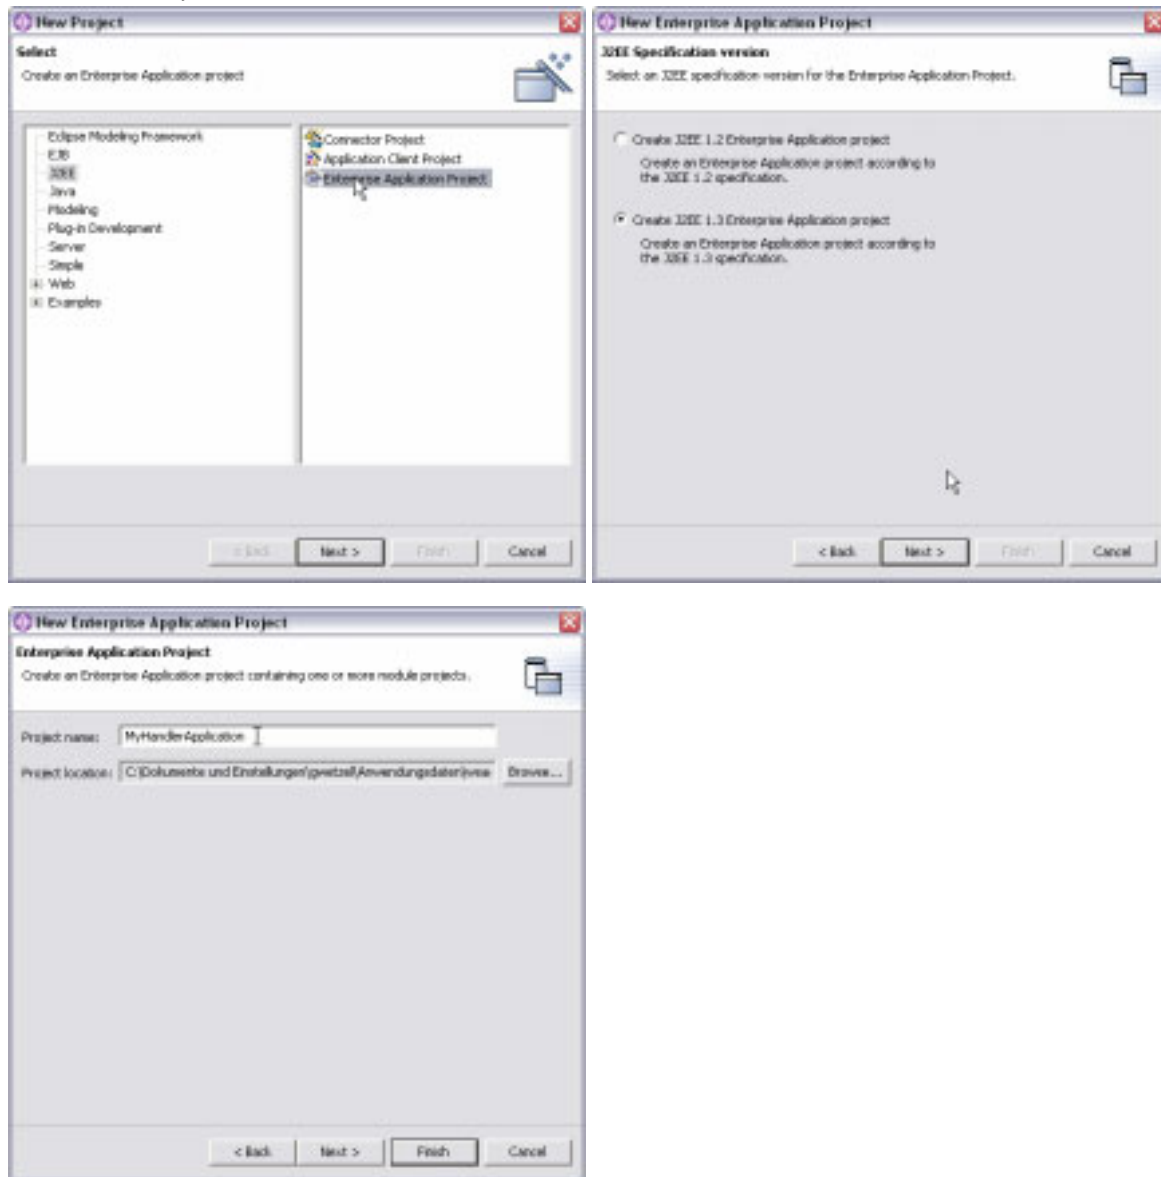 New Project
Select
Create an Enterprise Application project
Eclipse Modeling Framework
EJB
J2EE
Java
Modeling
Plug-in Development
Server
Simple
Web
Examples
Connector Project
Application Client Project
Enterprise Application Project
< Back
Next >
Finish
Cancel
New Enterprise Application Project
J2EE Specification version
Select an J2EE specification version for the Enterprise Application Project.
Create J2EE 1.2 Enterprise Application project
Create an Enterprise Application project according to
the J2EE 1.2 specification.
Create J2EE 1.3 Enterprise Application project
Create an Enterprise Application project according to
the J2EE 1.3 specification.
< Back
Next >
Finish
Cancel
New Enterprise Application Project
Enterprise Application Project
Create an Enterprise Application project containing one or more module projects.
Project name: MyHandlerApplication
Project location: C:\Dokumente und Einstellungen\
Browse...
< Back
Next >
Finish
Cancel